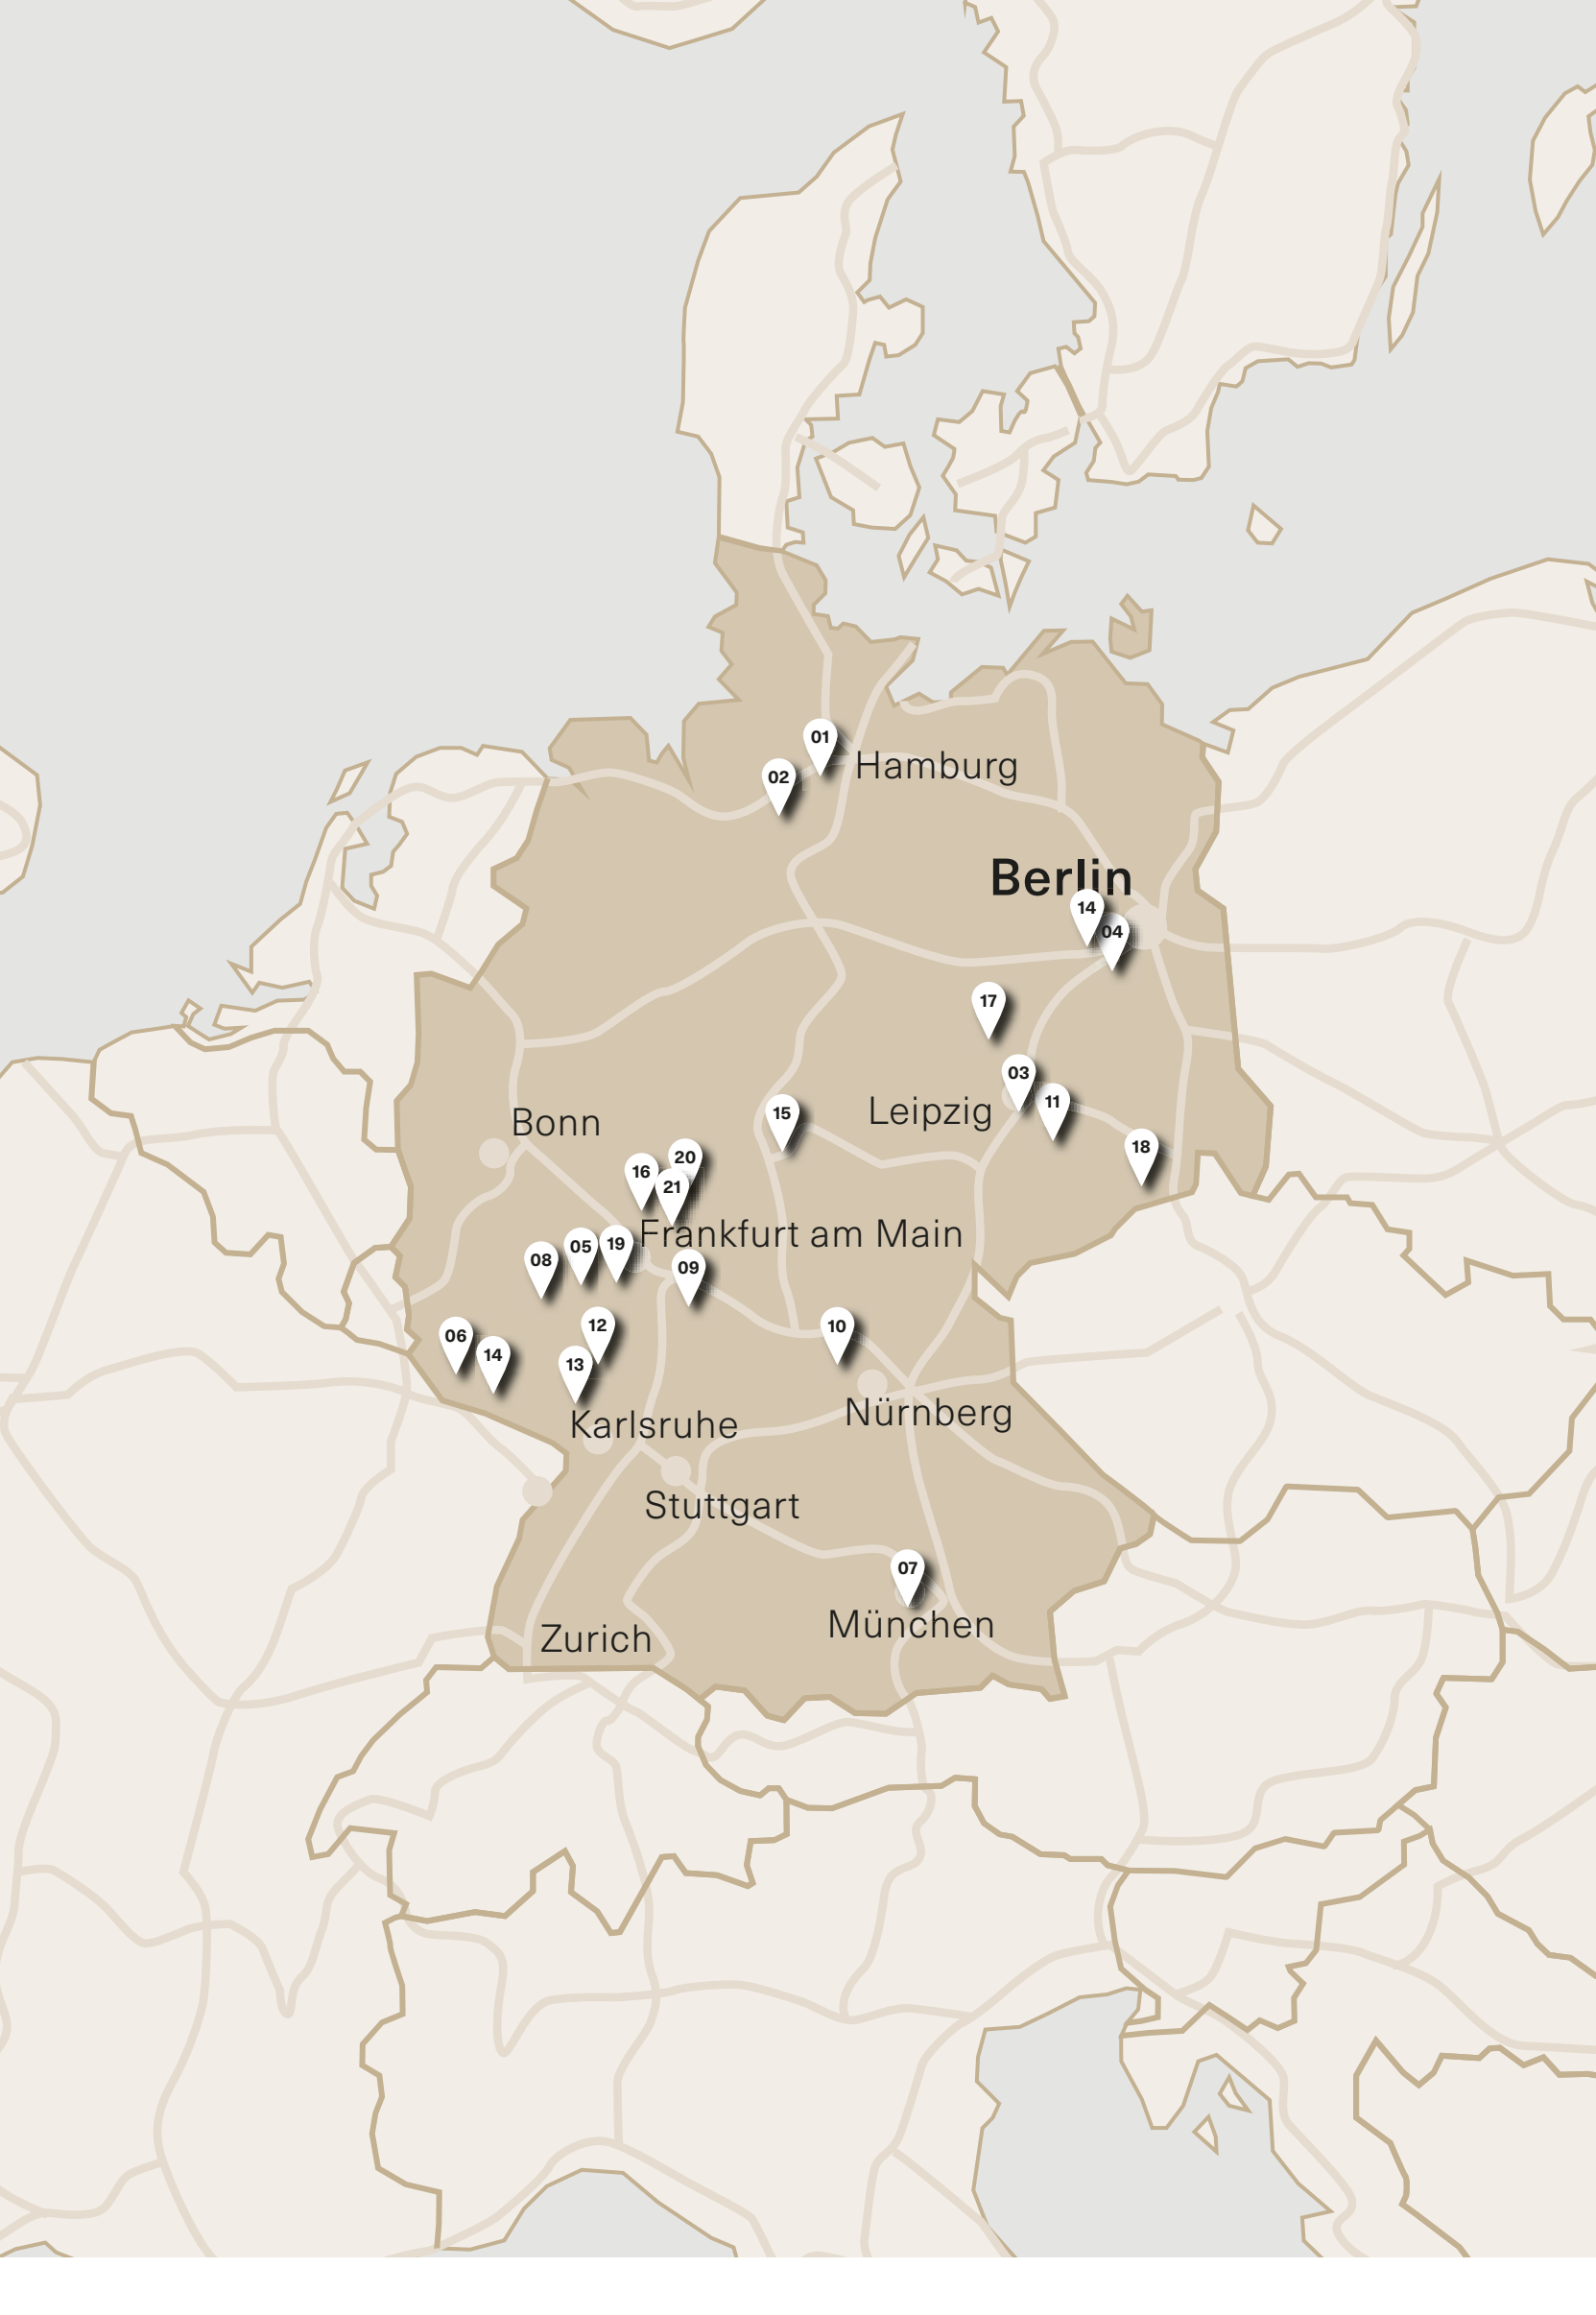 01
Hamburg
02
Berlin
14
04
17
03
Leipzig
11
15
Bonn
18
20
16
21
Frankfurt am Main
19
05
08
09
12
10
06
14
13
Nürnberg
Karlsruhe
Stuttgart
07
München
Zurich